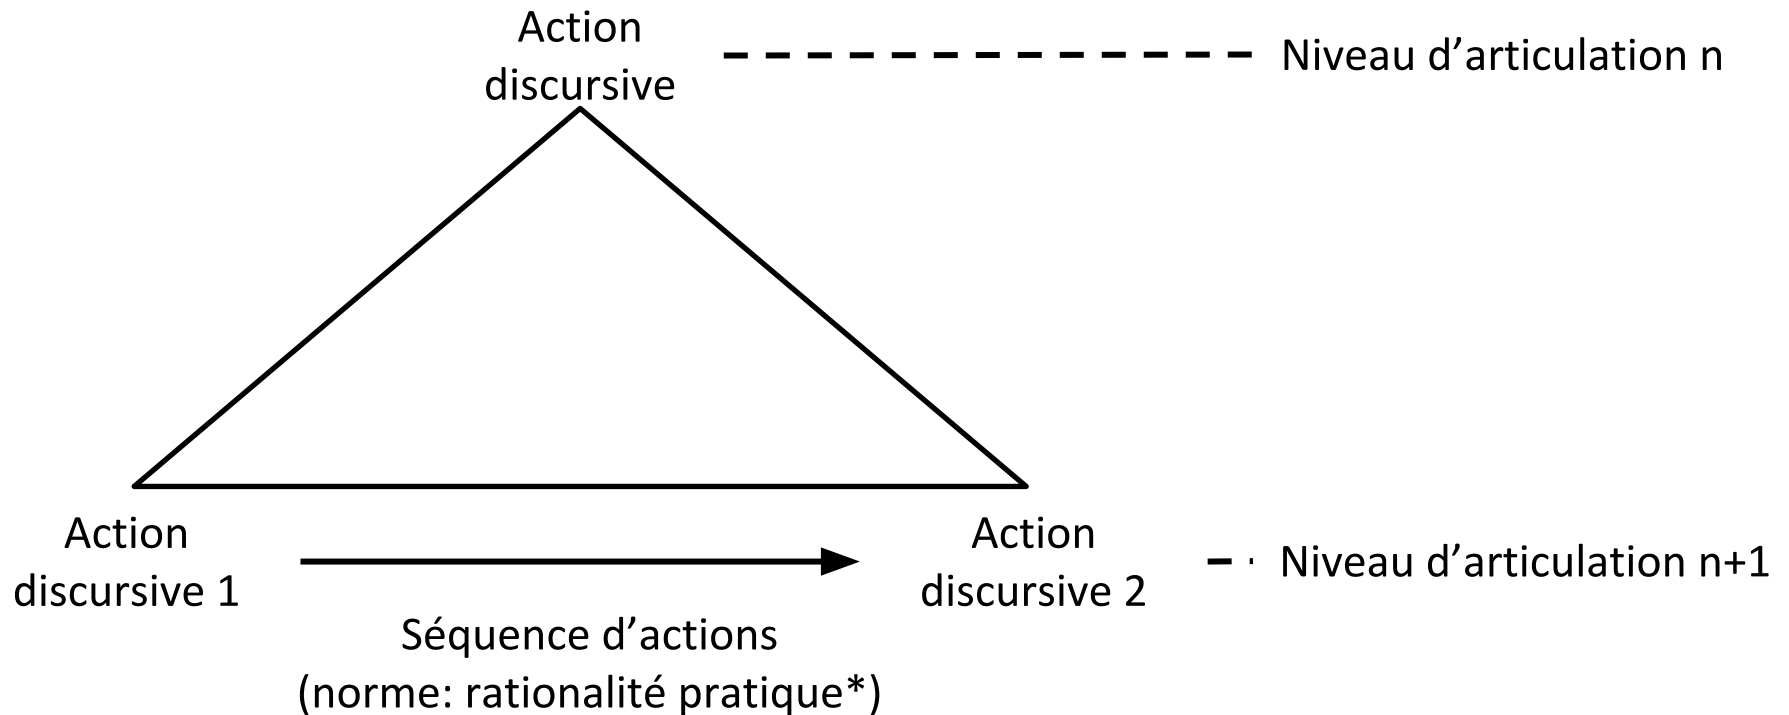 Action
discursive
Niveau d’articulation n
Action
discursive 1
Action
discursive 2
Niveau d’articulation n+1
Séquence d’actions
(norme: rationalité pratique*)